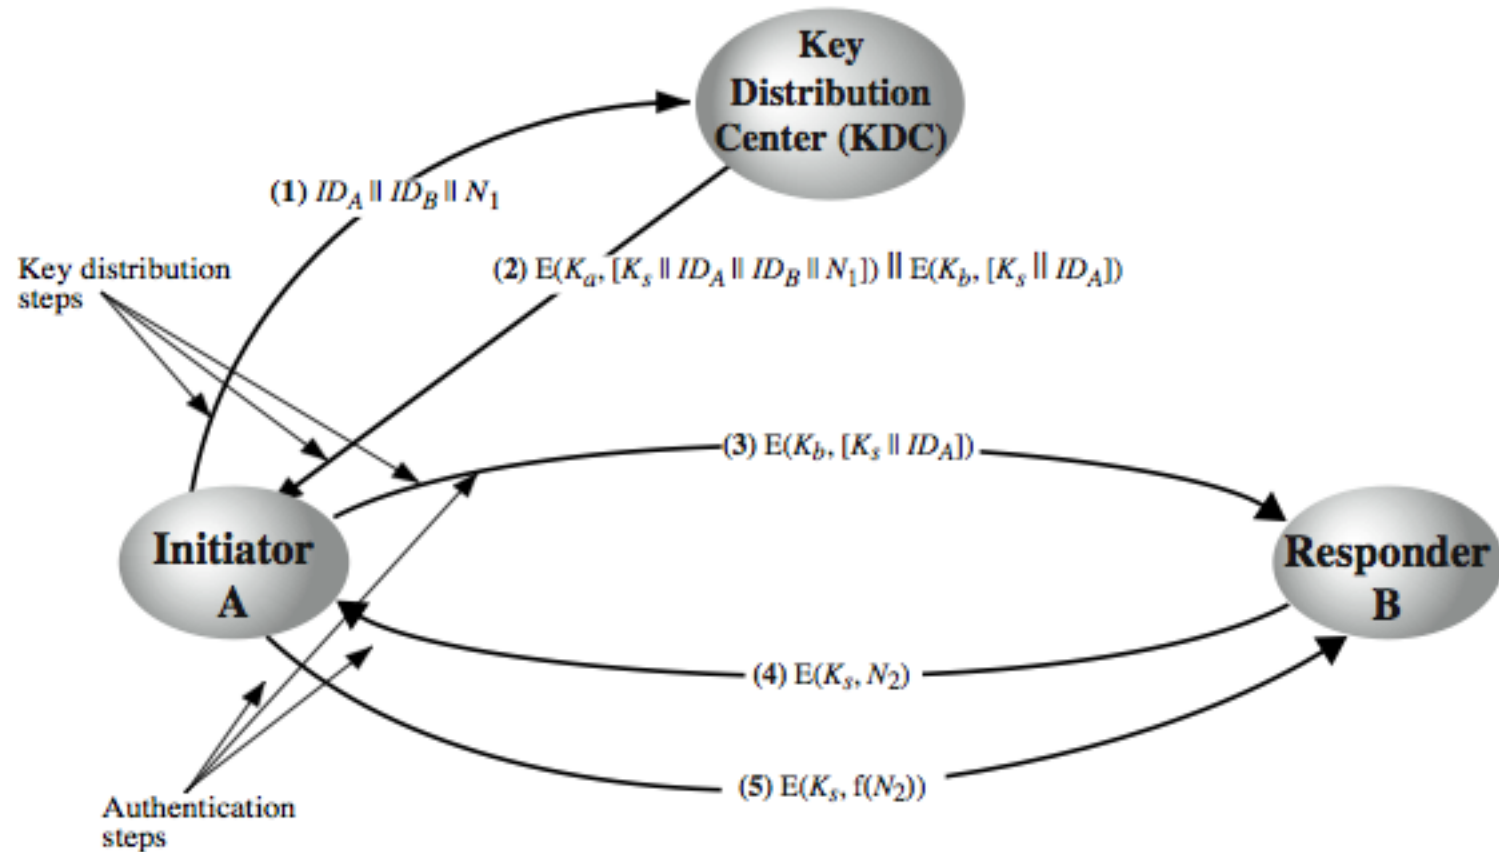 Key
Distribution
Center (KDC)
(1) ID_A || ID_B || N_1
Key distribution
steps
(2) E(K_a, [K_s || ID_A || ID_B || N_1]) || E(K_b, [K_s || ID_A])
(3) E(K_b, [K_s || ID_A])
Initiator
A
Responder
B
(4) E(K_s, N_2)
(5) E(K_s, f(N_2))
Authentication
steps